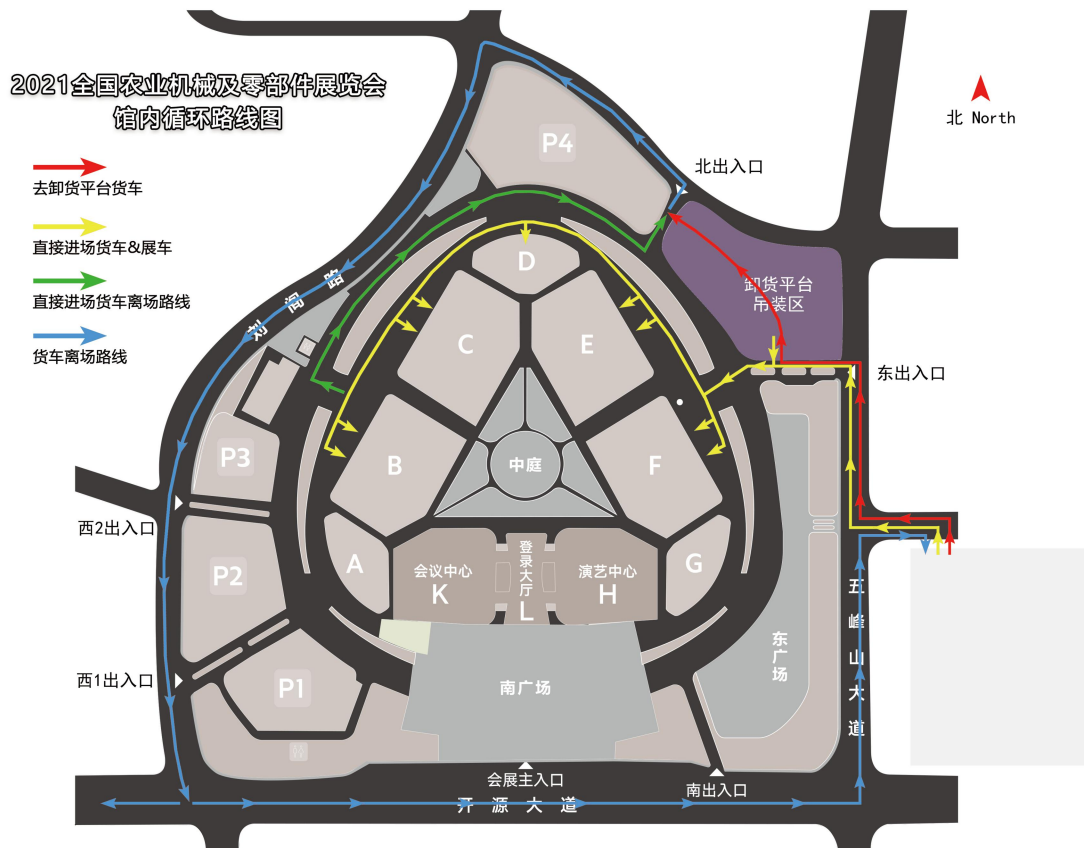 2021全国农业机械及零部件展览会
馆内循环路线图
去卸货平台货车
直接进场货车&展车
直接进场货车离场路线
货车离场路线
北 North
P4
北出入口
卸货平台
吊装区
东出入口
刘阁路
D
C
E
B
中庭
F
P3
西2出入口
P2
A
会议中心
K
登录大厅
L
演艺中心
H
G
西1出入口
P1
南广场
东广场
五峰山大道
会展主入口
南出入口
开源大道